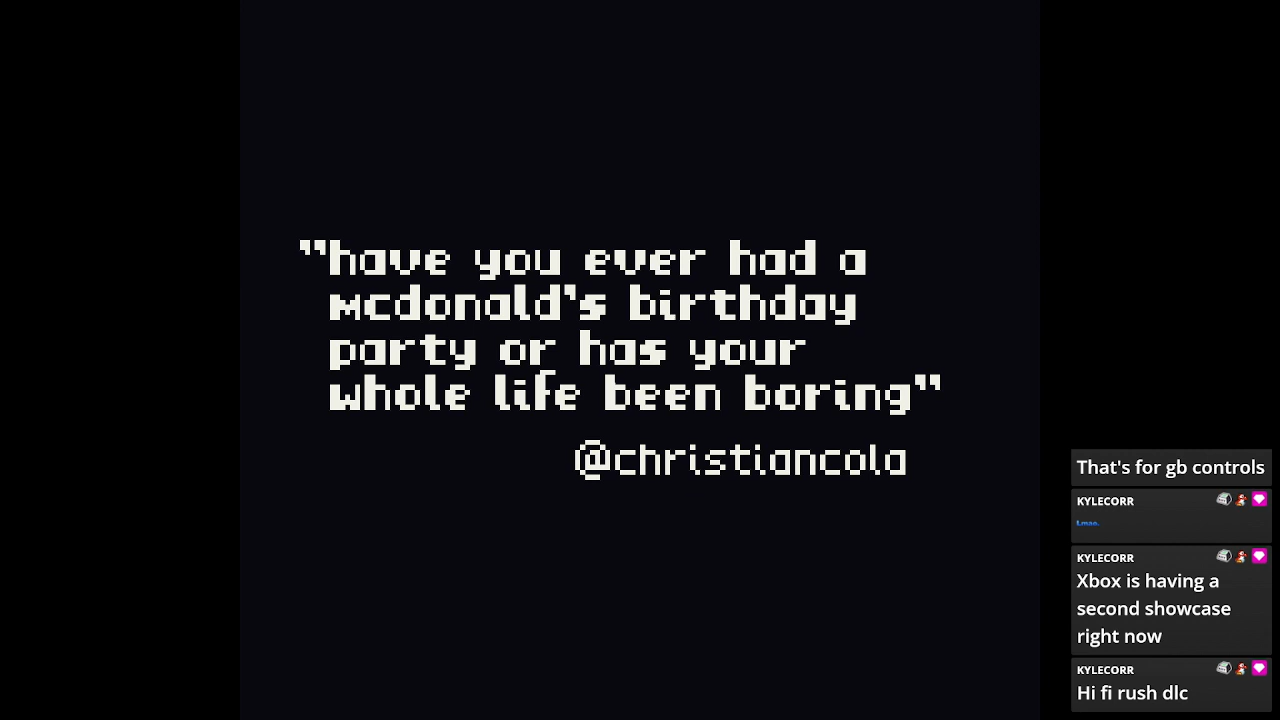 "have you ever had a
mcdonald's birthday
party or has your
whole life been boring"
@christiancola
That's for gb controls
KYLECORR
Lmao.
KYLECORR
Xbox is having a
second showcase
right now
KYLECORR
Hi fi rush dlc